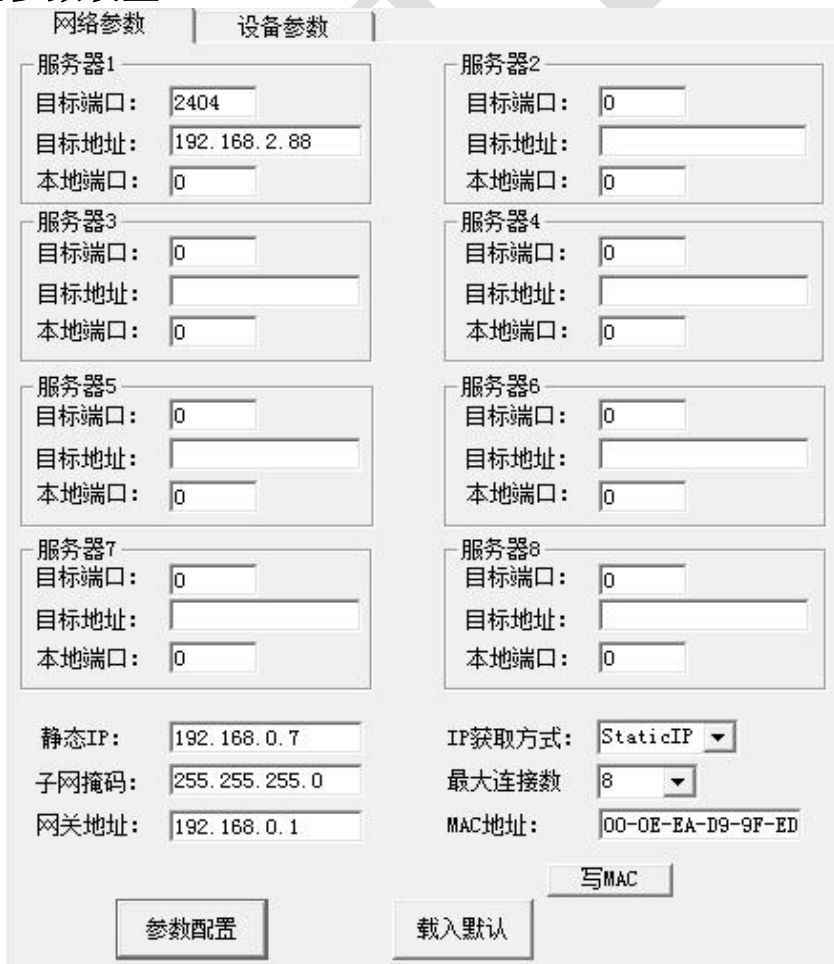 网络参数 设备参数
服务器1 服务器2
目标端口： 2404 目标端口： 0
目标地址： 192.168.2.88 目标地址：
本地端口： 0 本地端口： 0
服务器3 服务器4
目标端口： 0 目标端口： 0
目标地址： 目标地址：
本地端口： 0 本地端口： 0
服务器5 服务器6
目标端口： 0 目标端口： 0
目标地址： 目标地址：
本地端口： 0 本地端口： 0
服务器7 服务器8
目标端口： 0 目标端口： 0
目标地址： 目标地址：
本地端口： 0 本地端口： 0
静态IP： 192.168.0.7 IP获取方式： StaticIP
子网掩码： 255.255.255.0 最大连接数 8
网关地址： 192.168.0.1 MAC地址： 00-0E-EA-D9-9F-ED
写MAC
参数配置 载入默认